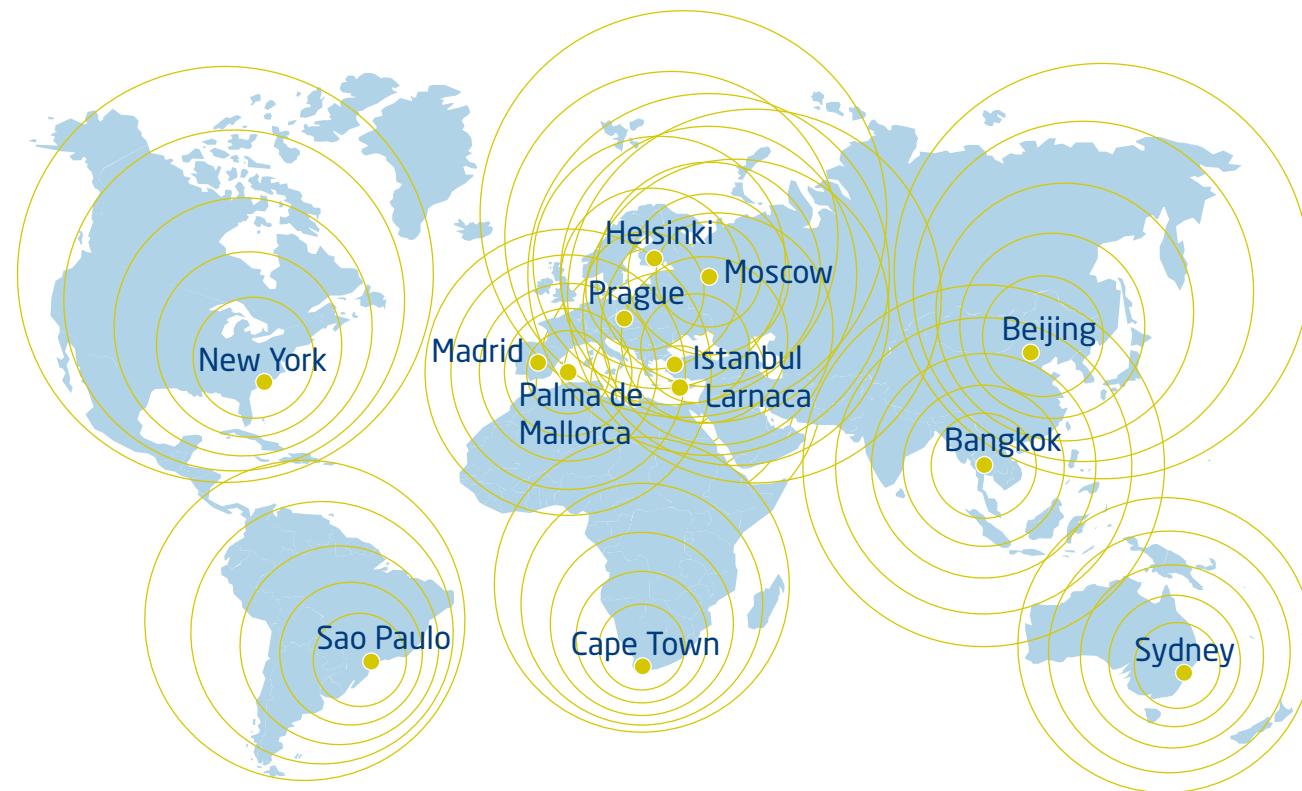 Helsinki
Moscow
Prague
Beijing
Madrid
New York
Istanbul
Palma de
Mallorca
Larnaca
Bangkok
Sao Paulo
Cape Town
Sydney